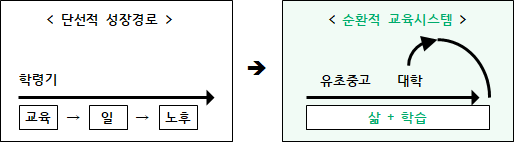 < 단선적 성장경로 >
학령기
교육 → 일 → 노후
➔
< 순환적 교육시스템 >
유초중고 대학
삶 + 학습